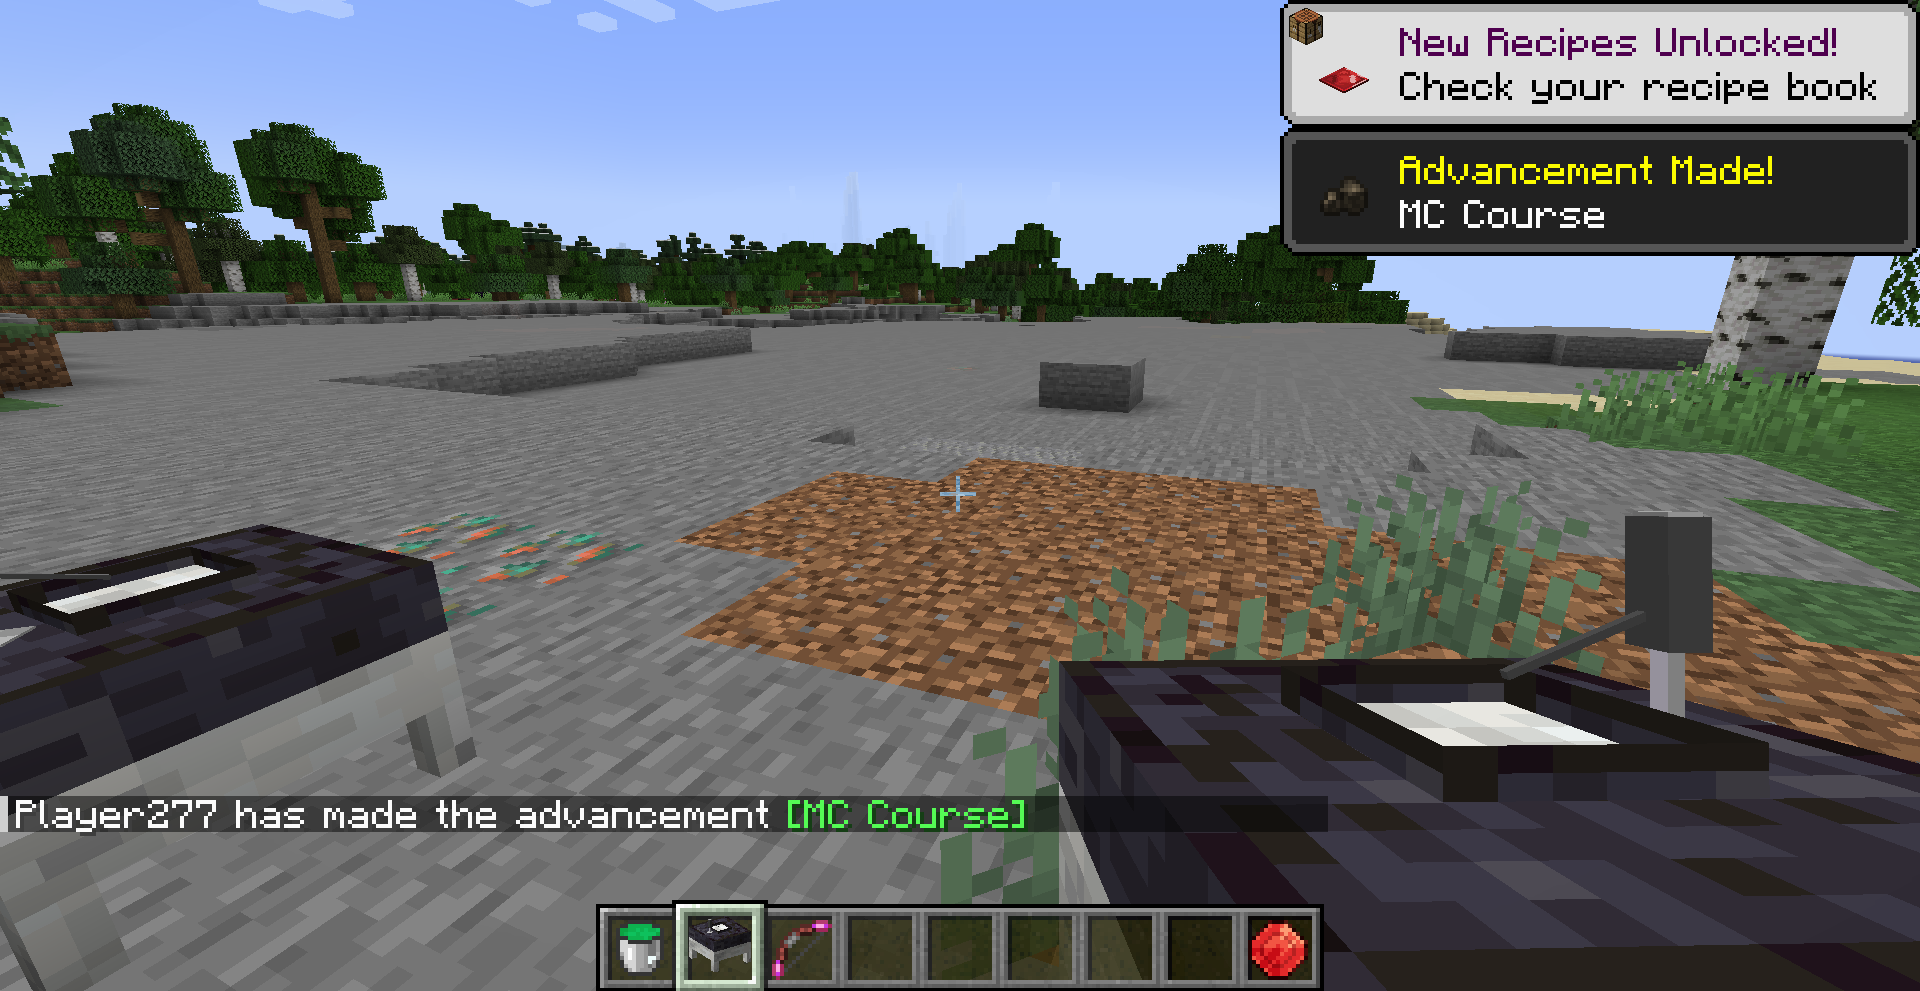 New Recipes Unlocked!
Check your recipe book
Advancement Made!
MC Course
Player277 has made the advancement [MC Course]